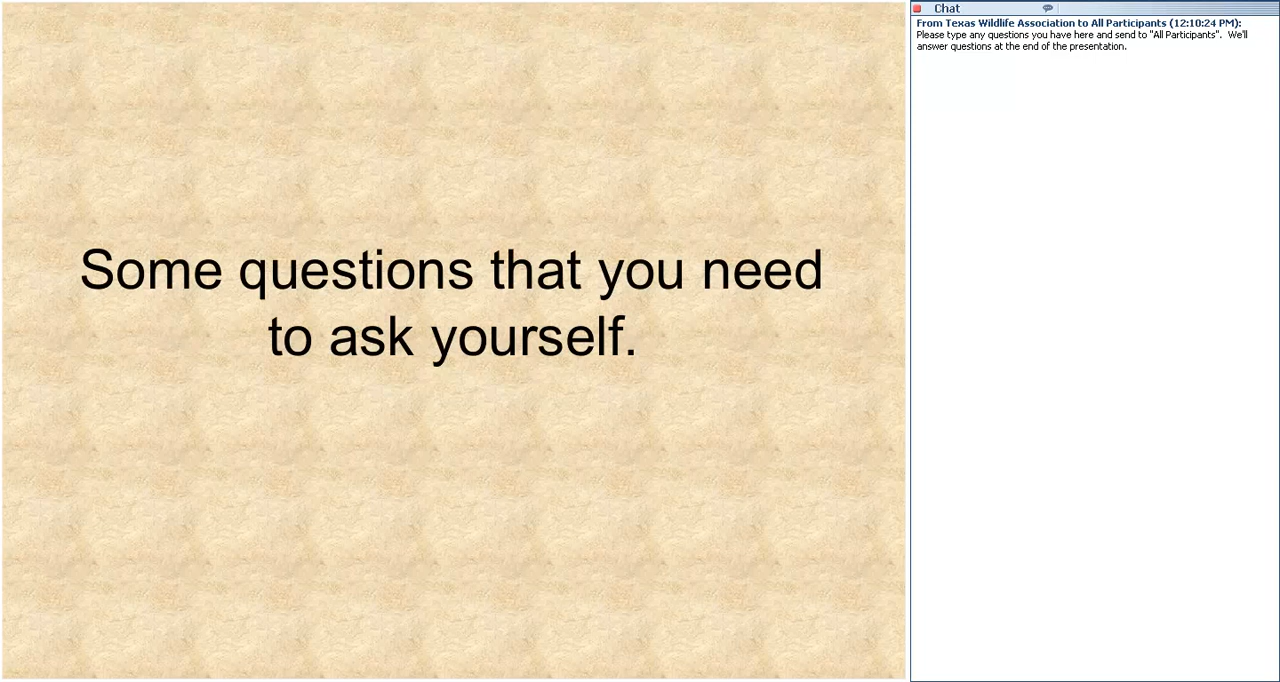 Some questions that you need
to ask yourself.
Chat
From Texas Wildlife Association to All Participants (12:10:24 PM):
Please type any questions you have here and send to "All Participants".  We'll
answer questions at the end of the presentation.